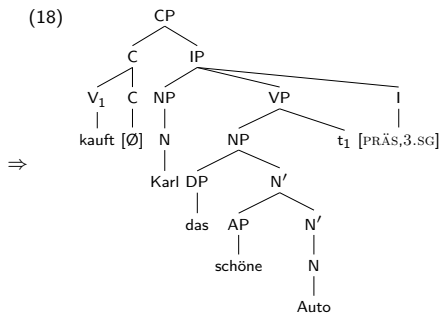 (18) CP
C IP
V₁ C NP VP I
kauft [Ø] N NP t₁ [PRÄS,3.SG]
⇒ Karl DP N′
das AP N′
schöne N
Auto